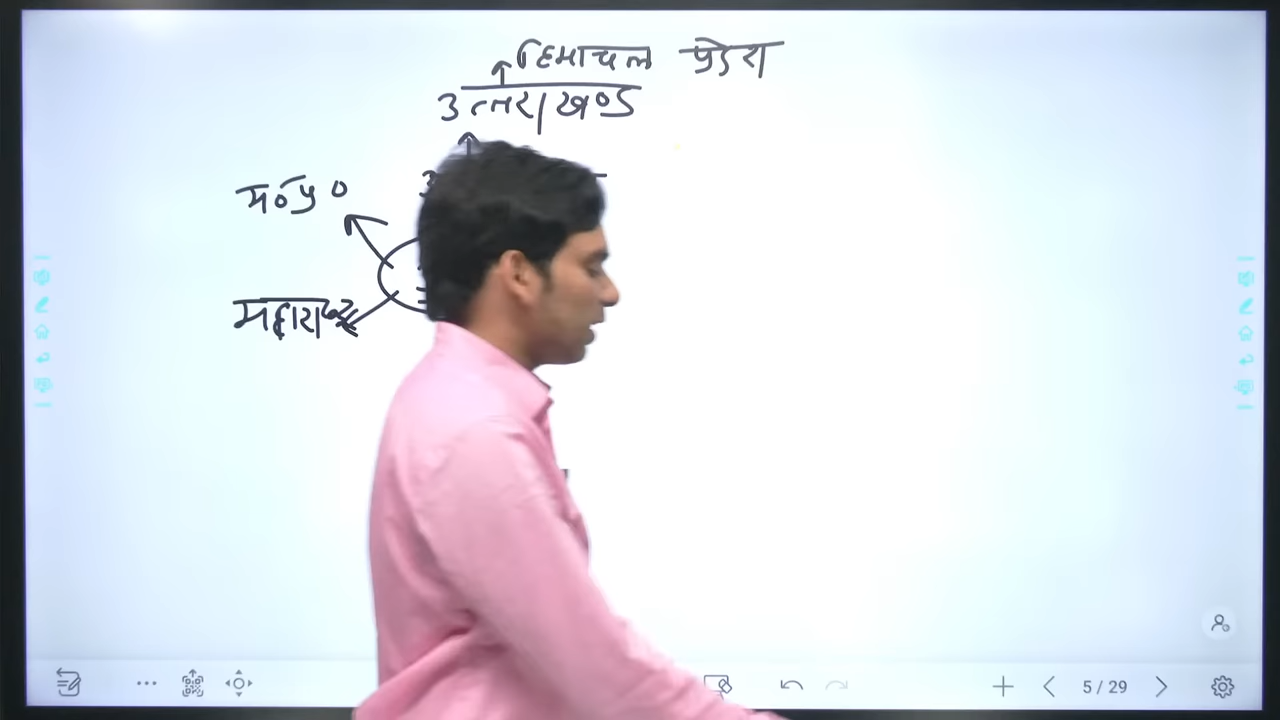 हिमाचल प्रदेश
उत्तराखण्ड
म०प्र०
महाराष्ट्र
5 / 29